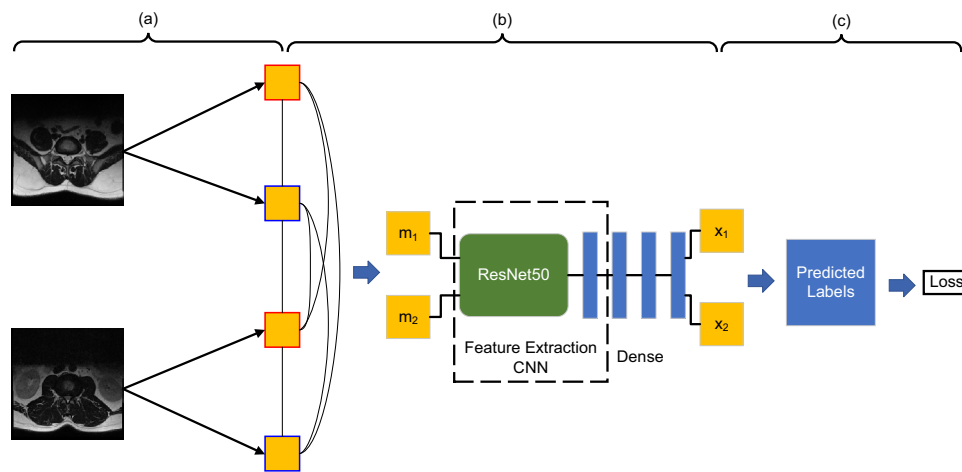 (a)
(b)
(c)
m₁
m₂
ResNet50
Feature Extraction
CNN
Dense
x₁
x₂
Predicted
Labels
Loss